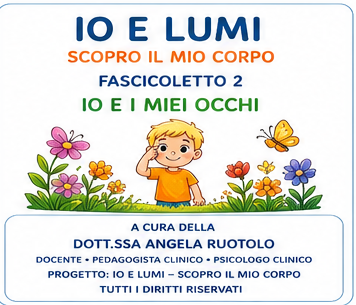 IO E LUMI
SCOPRO IL MIO CORPO
FASCICOLETTO 2
IO E I MIEI OCCHI
A CURA DELLA
DOTT.SSA ANGELA RUOTOLO
DOCENTE • PEDAGOGISTA CLINICO • PSICOLOGO CLINICO
PROGETTO: IO E LUMI – SCOPRO IL MIO CORPO
TUTTI I DIRITTI RISERVATI